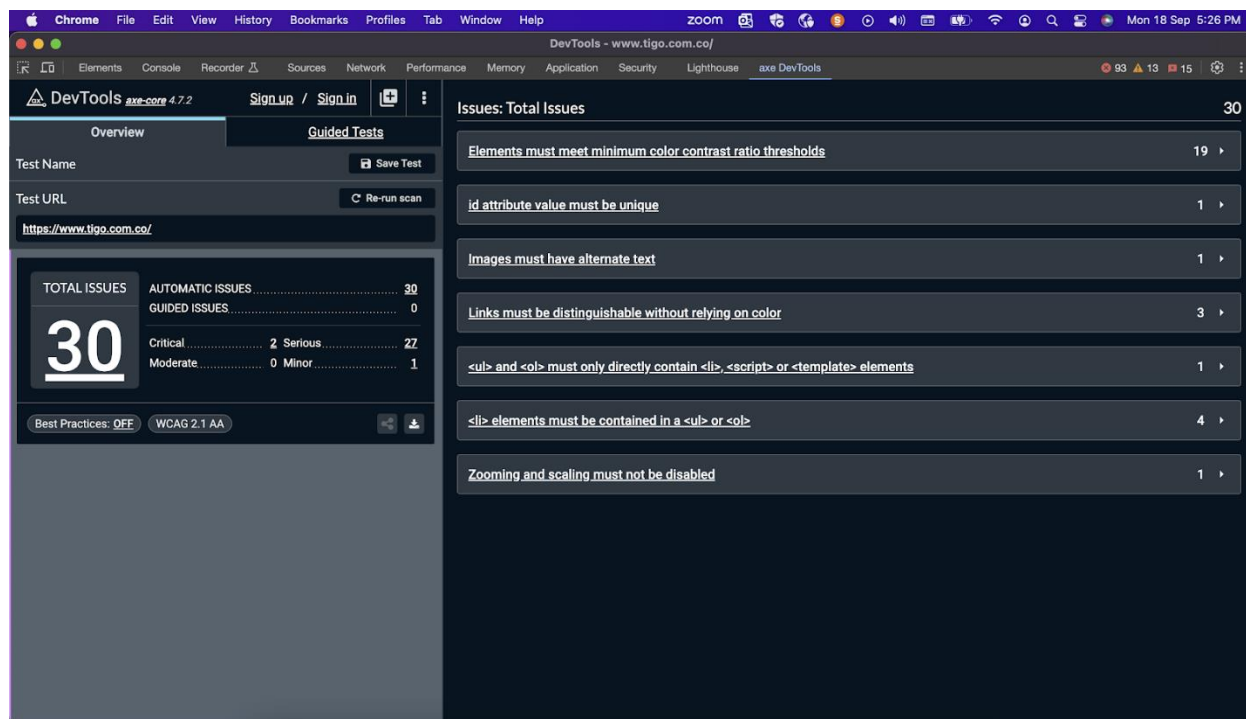 Chrome File Edit View History Bookmarks Profiles Tab Window Help zoom Mon 18 Sep 5:26 PM
DevTools - www.tigo.com.co/
Elements Console Recorder Sources Network Performance Memory Application Security Lighthouse axe DevTools 93 13 15
DevTools axe-core 4.7.2 Sign up / Sign in
Overview Guided Tests
Test Name Save Test
Test URL Re-run scan
https://www.tigo.com.co/
TOTAL ISSUES
30
AUTOMATIC ISSUES 30
GUIDED ISSUES 0
Critical 2 Serious 27
Moderate 0 Minor 1
Best Practices: OFF WCAG 2.1 AA
Issues: Total Issues 30
Elements must meet minimum color contrast ratio thresholds 19
id attribute value must be unique 1
Images must have alternate text 1
Links must be distinguishable without relying on color 3
<ul> and <ol> must only directly contain <li>, <script> or <template> elements 1
<li> elements must be contained in a <ul> or <ol> 4
Zooming and scaling must not be disabled 1